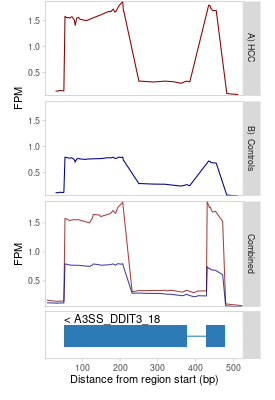 1.5
1.0
0.5
A) HCC
FPM
1.5
1.0
0.5
B) Controls
1.5
1.0
0.5
FPM
Combined
< A3SS_DDIT3_18
100 200 300 400 500
Distance from region start (bp)